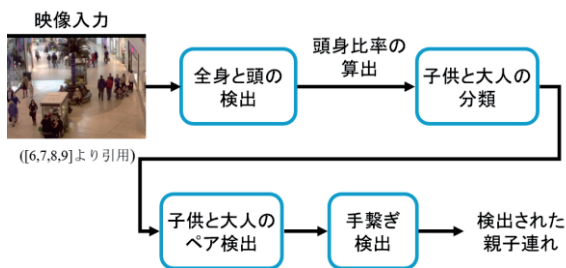 映像入力
全身と頭の
検出
頭身比率の
算出
子供と大人の
分類
([6,7,8,9]より引用)
子供と大人の
ペア検出
手繋ぎ
検出
検出された
親子連れ